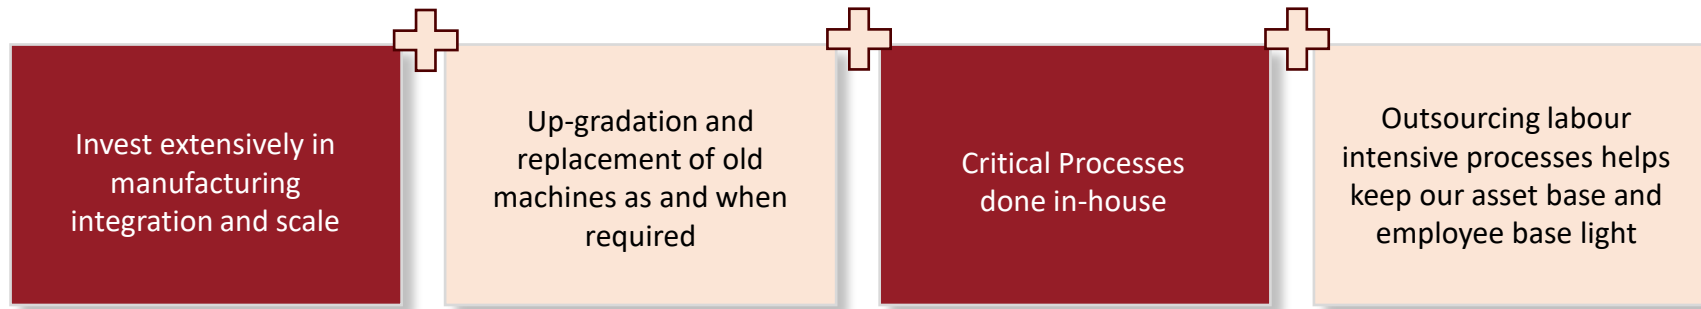 Invest extensively in
manufacturing
integration and scale
Up-gradation and
replacement of old
machines as and when
required
Critical Processes
done in-house
Outsourcing labour
intensive processes helps
keep our asset base and
employee base light